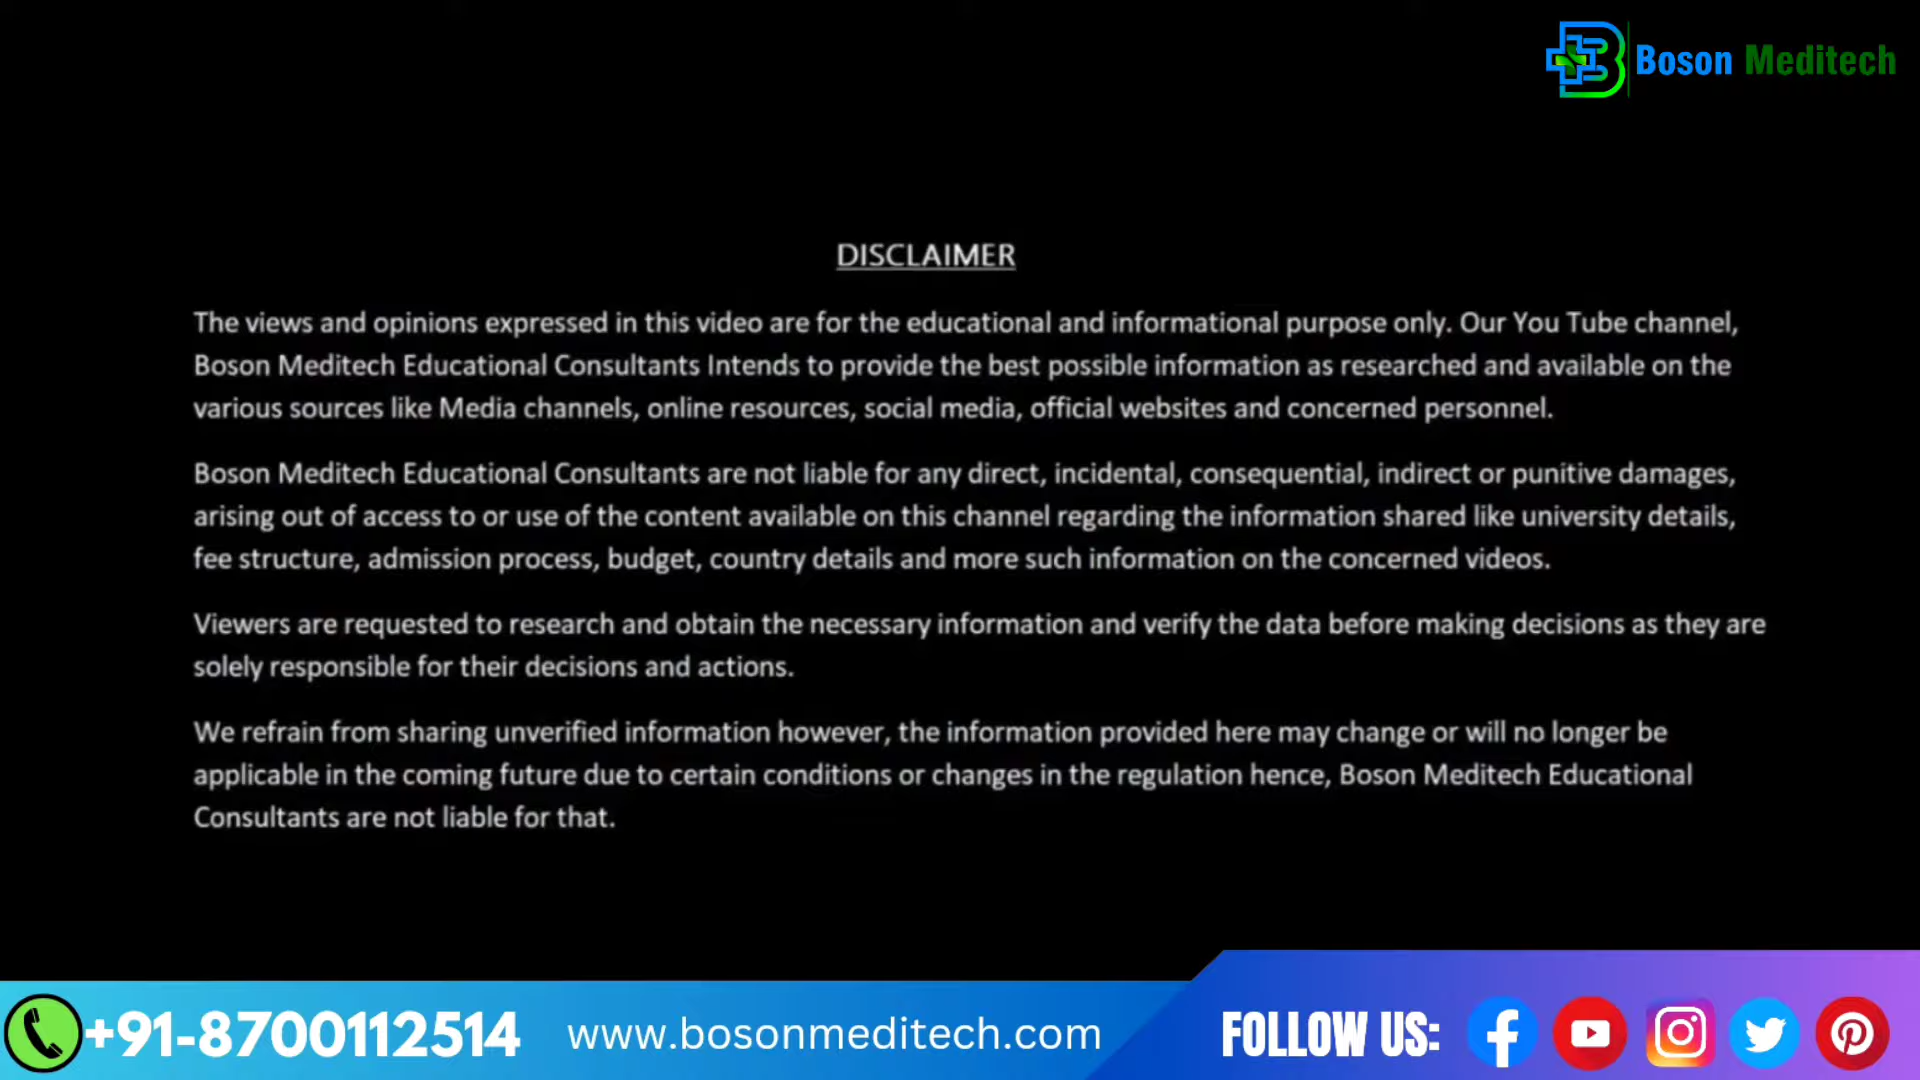 Boson Meditech
DISCLAIMER
The views and opinions expressed in this video are for the educational and informational purpose only. Our You Tube channel,
Boson Meditech Educational Consultants Intends to provide the best possible information as researched and available on the
various sources like Media channels, online resources, social media, official websites and concerned personnel.
Boson Meditech Educational Consultants are not liable for any direct, incidental, consequential, indirect or punitive damages,
arising out of access to or use of the content available on this channel regarding the information shared like university details,
fee structure, admission process, budget, country details and more such information on the concerned videos.
Viewers are requested to research and obtain the necessary information and verify the data before making decisions as they are
solely responsible for their decisions and actions.
We refrain from sharing unverified information however, the information provided here may change or will no longer be
applicable in the coming future due to certain conditions or changes in the regulation hence, Boson Meditech Educational
Consultants are not liable for that.
+91-8700112514 www.bosonmeditech.com FOLLOW US: